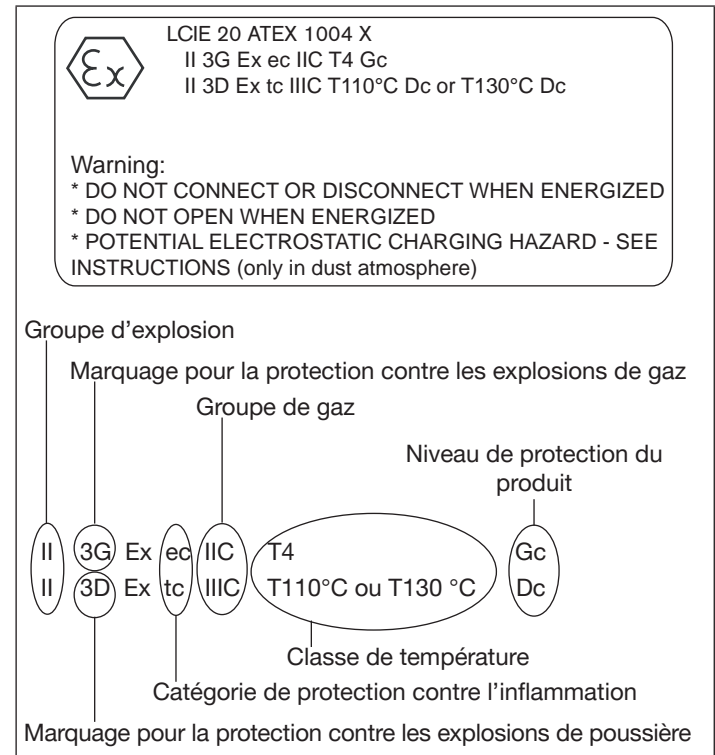 Ex
LCIE 20 ATEX 1004 X
II 3G Ex ec IIC T4 Gc
II 3D Ex tc IIIC T110°C Dc or T130°C Dc
Warning:
* DO NOT CONNECT OR DISCONNECT WHEN ENERGIZED
* DO NOT OPEN WHEN ENERGIZED
* POTENTIAL ELECTROSTATIC CHARGING HAZARD - SEE
INSTRUCTIONS (only in dust atmosphere)
Groupe d’explosion
Marquage pour la protection contre les explosions de gaz
Groupe de gaz
Niveau de protection du
produit
II 3G Ex ec IIC T4 Gc
II 3D Ex tc IIIC T110°C ou T130 °C Dc
Classe de température
Catégorie de protection contre l’inflammation
Marquage pour la protection contre les explosions de poussière